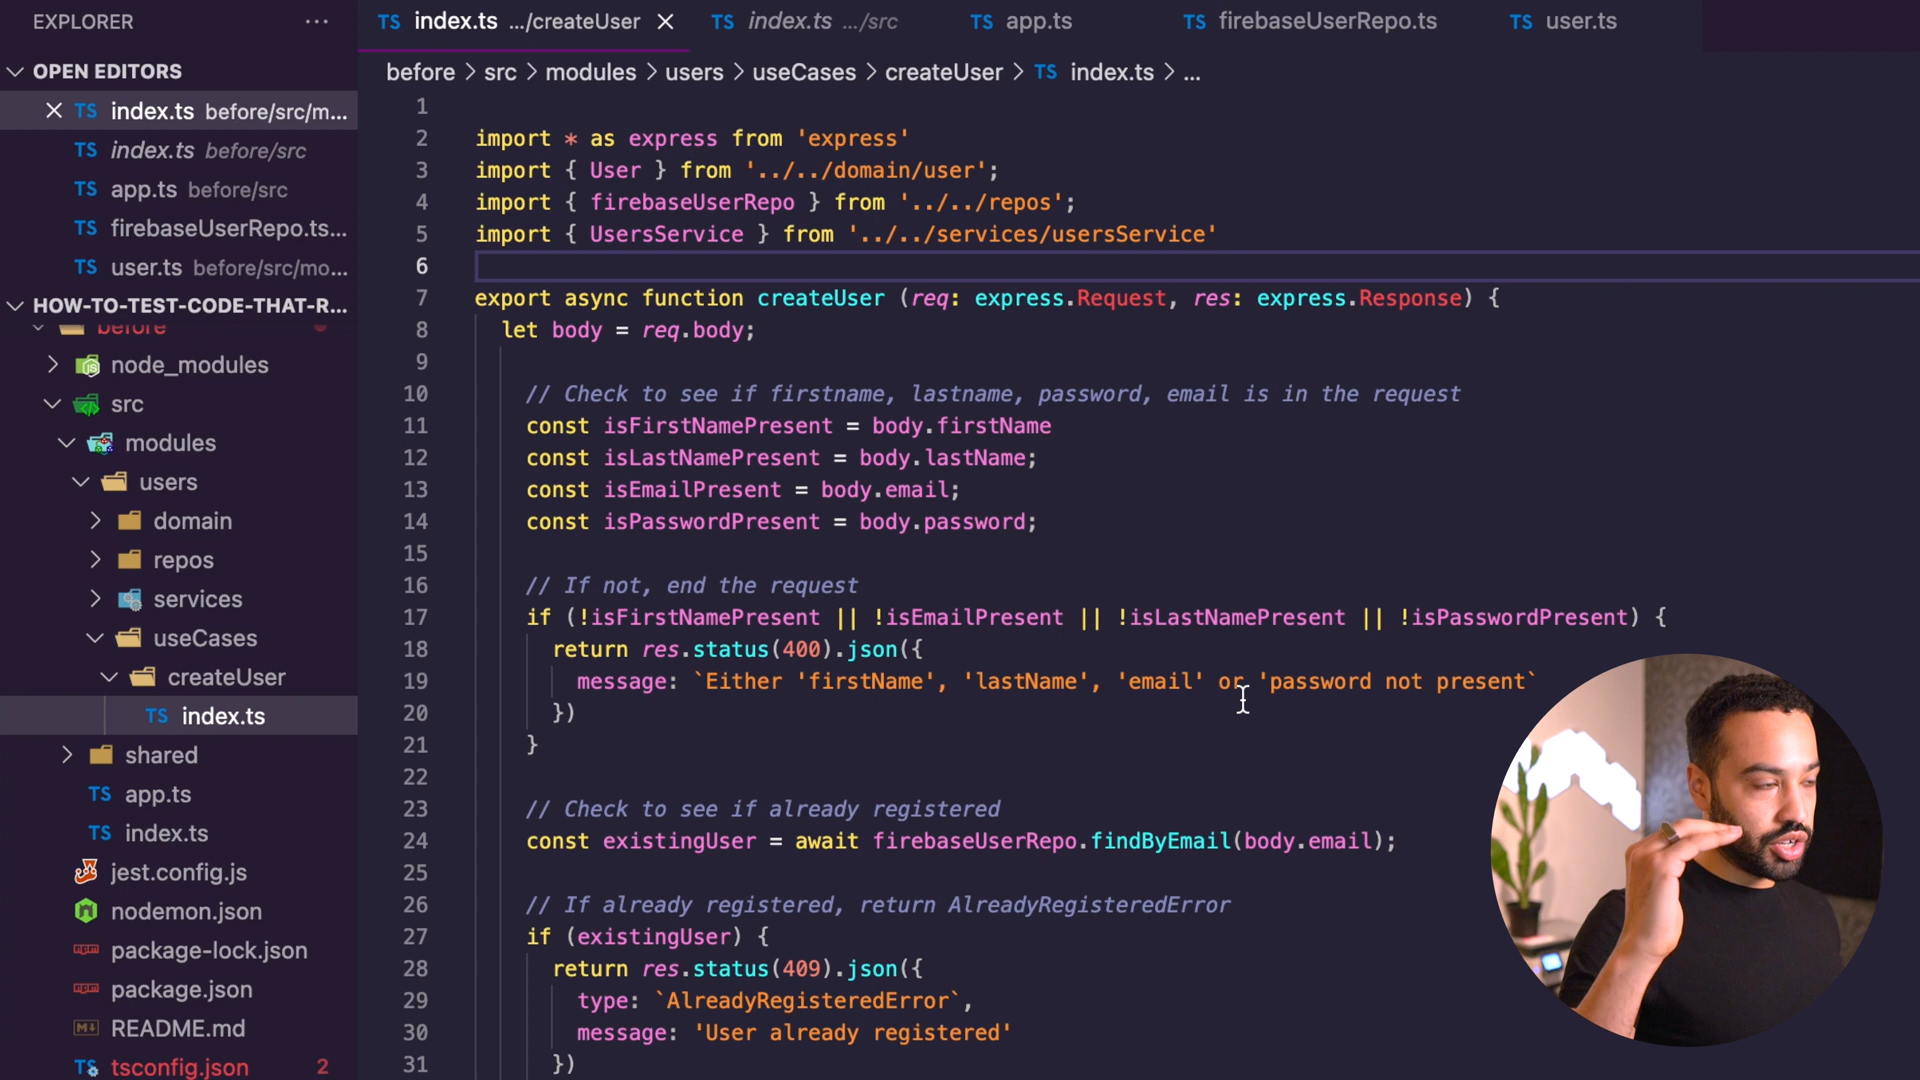 EXPLORER
···
OPEN EDITORS
TS index.ts before/src/m...
TS index.ts before/src
TS app.ts before/src
TS firebaseUserRepo.ts...
TS user.ts before/src/mo...
HOW-TO-TEST-CODE-THAT-R...
before
node_modules
src
modules
users
domain
repos
services
useCases
createUser
TS index.ts
shared
TS app.ts
TS index.ts
jest.config.js
nodemon.json
package-lock.json
package.json
README.md
TS tsconfig.json 2
TS index.ts .../createUser
TS index.ts .../src
TS app.ts
TS firebaseUserRepo.ts
TS user.ts
before > src > modules > users > useCases > createUser > TS index.ts > ...
1
2 import * as express from 'express'
3 import { User } from '../../domain/user';
4 import { firebaseUserRepo } from '../../repos';
5 import { UsersService } from '../../services/usersService'
6
7 export async function createUser (req: express.Request, res: express.Response) {
8 let body = req.body;
9
10 // Check to see if firstname, lastname, password, email is in the request
11 const isFirstNamePresent = body.firstName
12 const isLastNamePresent = body.lastName;
13 const isEmailPresent = body.email;
14 const isPasswordPresent = body.password;
15
16 // If not, end the request
17 if (!isFirstNamePresent || !isEmailPresent || !isLastNamePresent || !isPasswordPresent) {
18 return res.status(400).json({
19 message: `Either 'firstName', 'lastName', 'email' or 'password not present`
20 })
21 }
22
23 // Check to see if already registered
24 const existingUser = await firebaseUserRepo.findByEmail(body.email);
25
26 // If already registered, return AlreadyRegisteredError
27 if (existingUser) {
28 return res.status(409).json({
29 type: `AlreadyRegisteredError`,
30 message: 'User already registered'
31 })